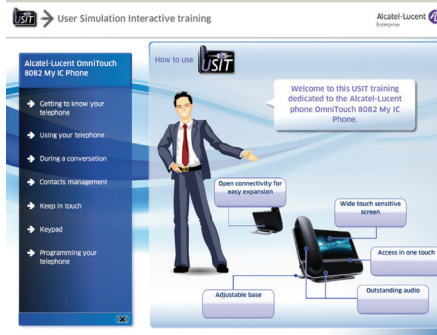 USIT User Simulation Interactive training
Alcatel-Lucent
Enterprise
Alcatel-Lucent OmniTouch
8082 My IC Phone
Getting to know your
telephone
Using your telephone
During a conversation
Contacts management
Keep in touch
Keypad
Programming your
telephone
How to use USIT
Welcome to this USIT training
dedicated to the Alcatel-Lucent
phone OmniTouch 8082 My IC
Phone.
Open connectivity for
easy expansion
Wide touch sensitive
screen
Access in one touch
Outstanding audio
Adjustable base